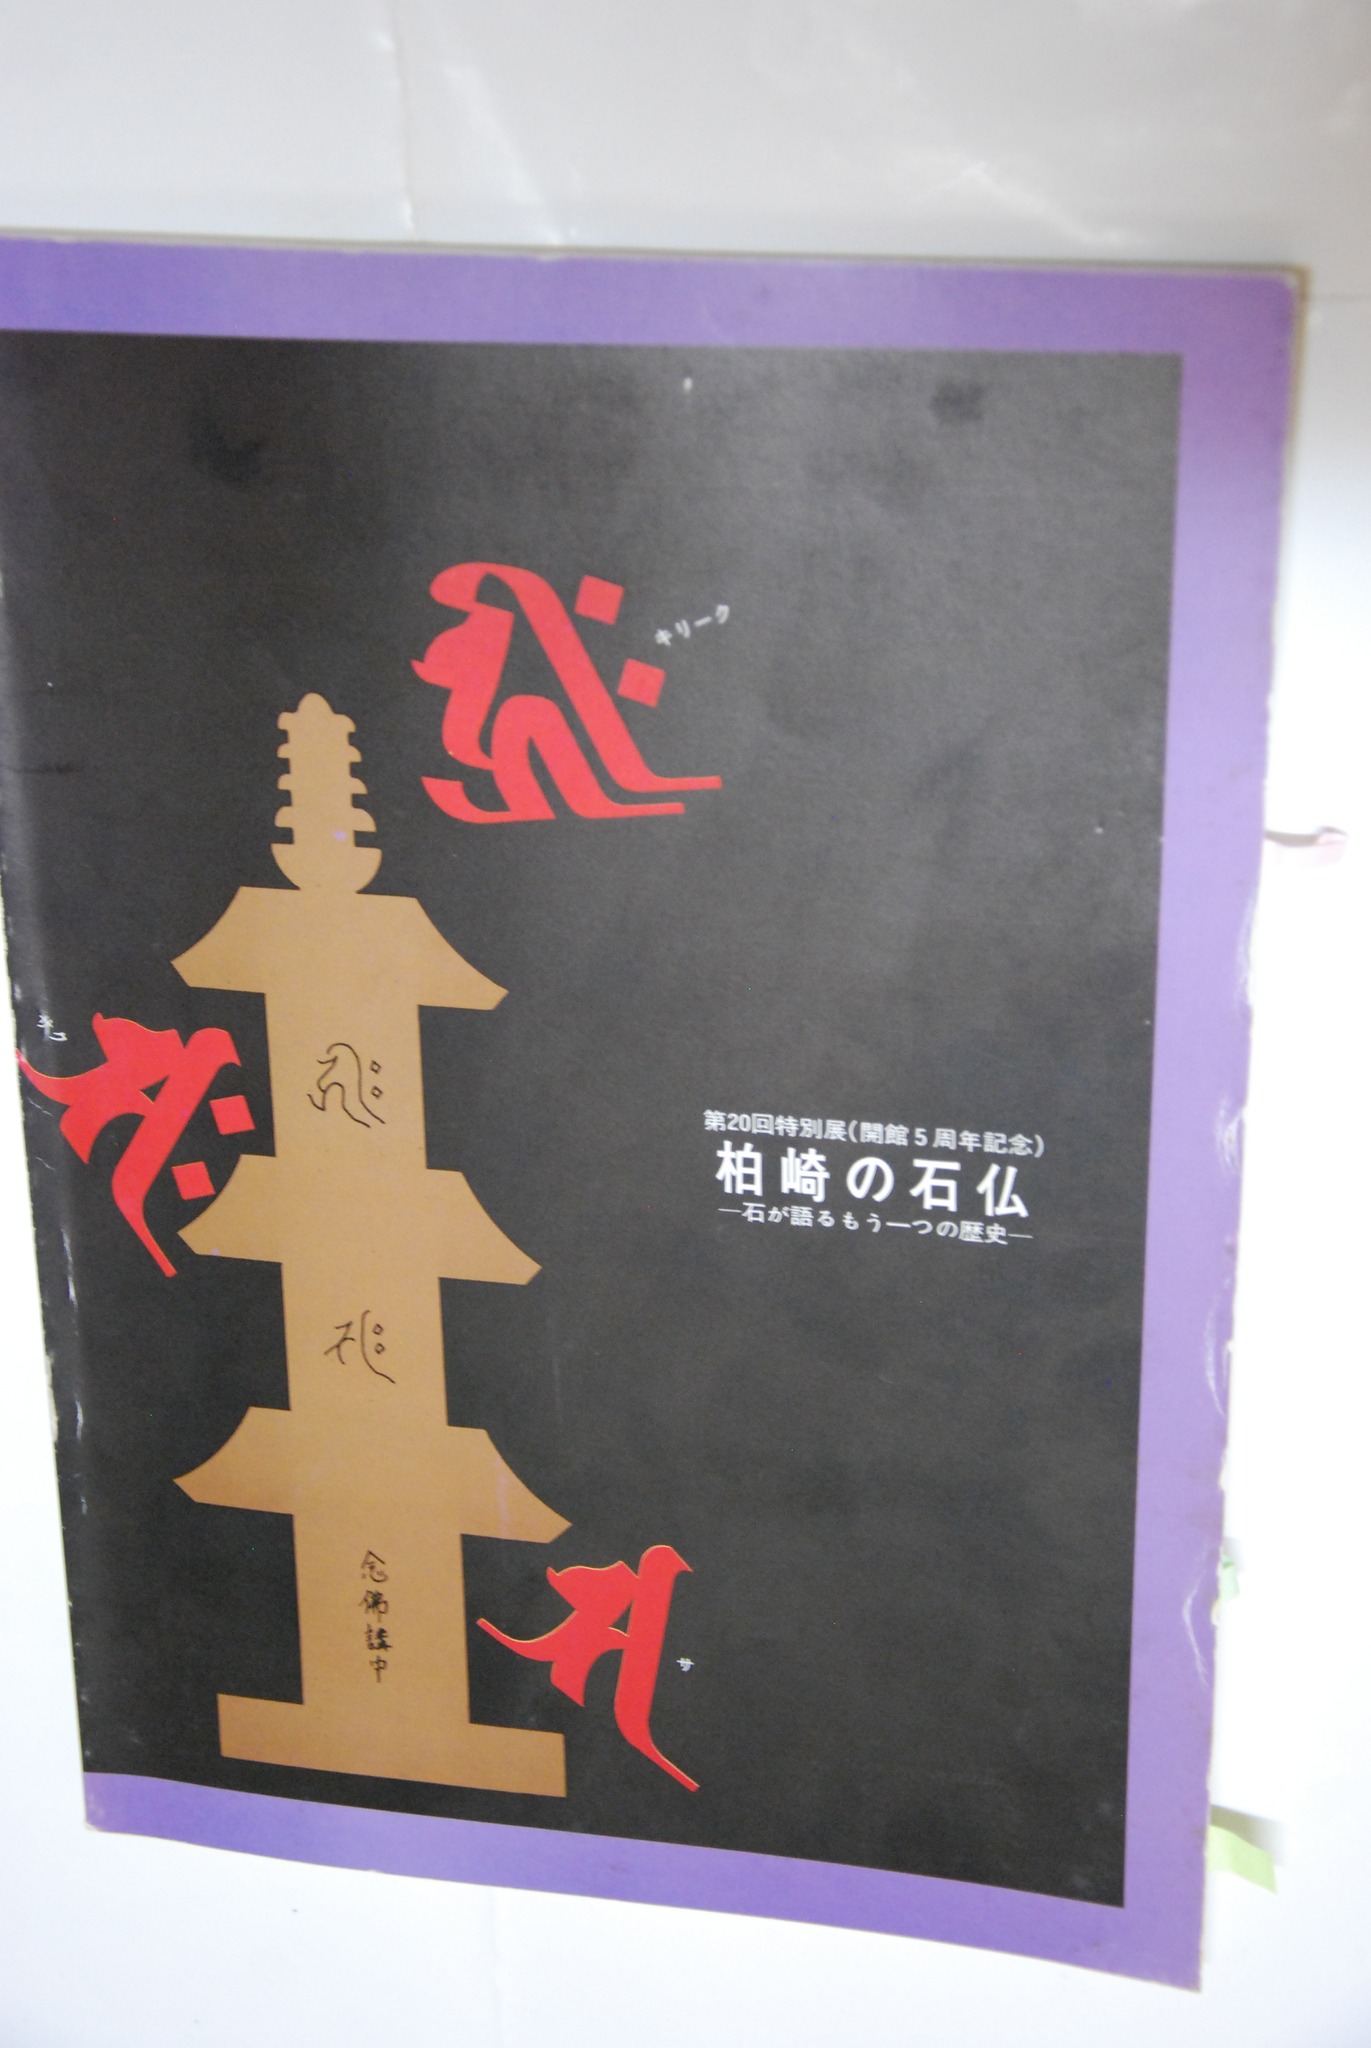 キリーク
第20回特別展(開館5周年記念)
柏崎の石仏
―石が語るもう一つの歴史―
念佛講中
サ